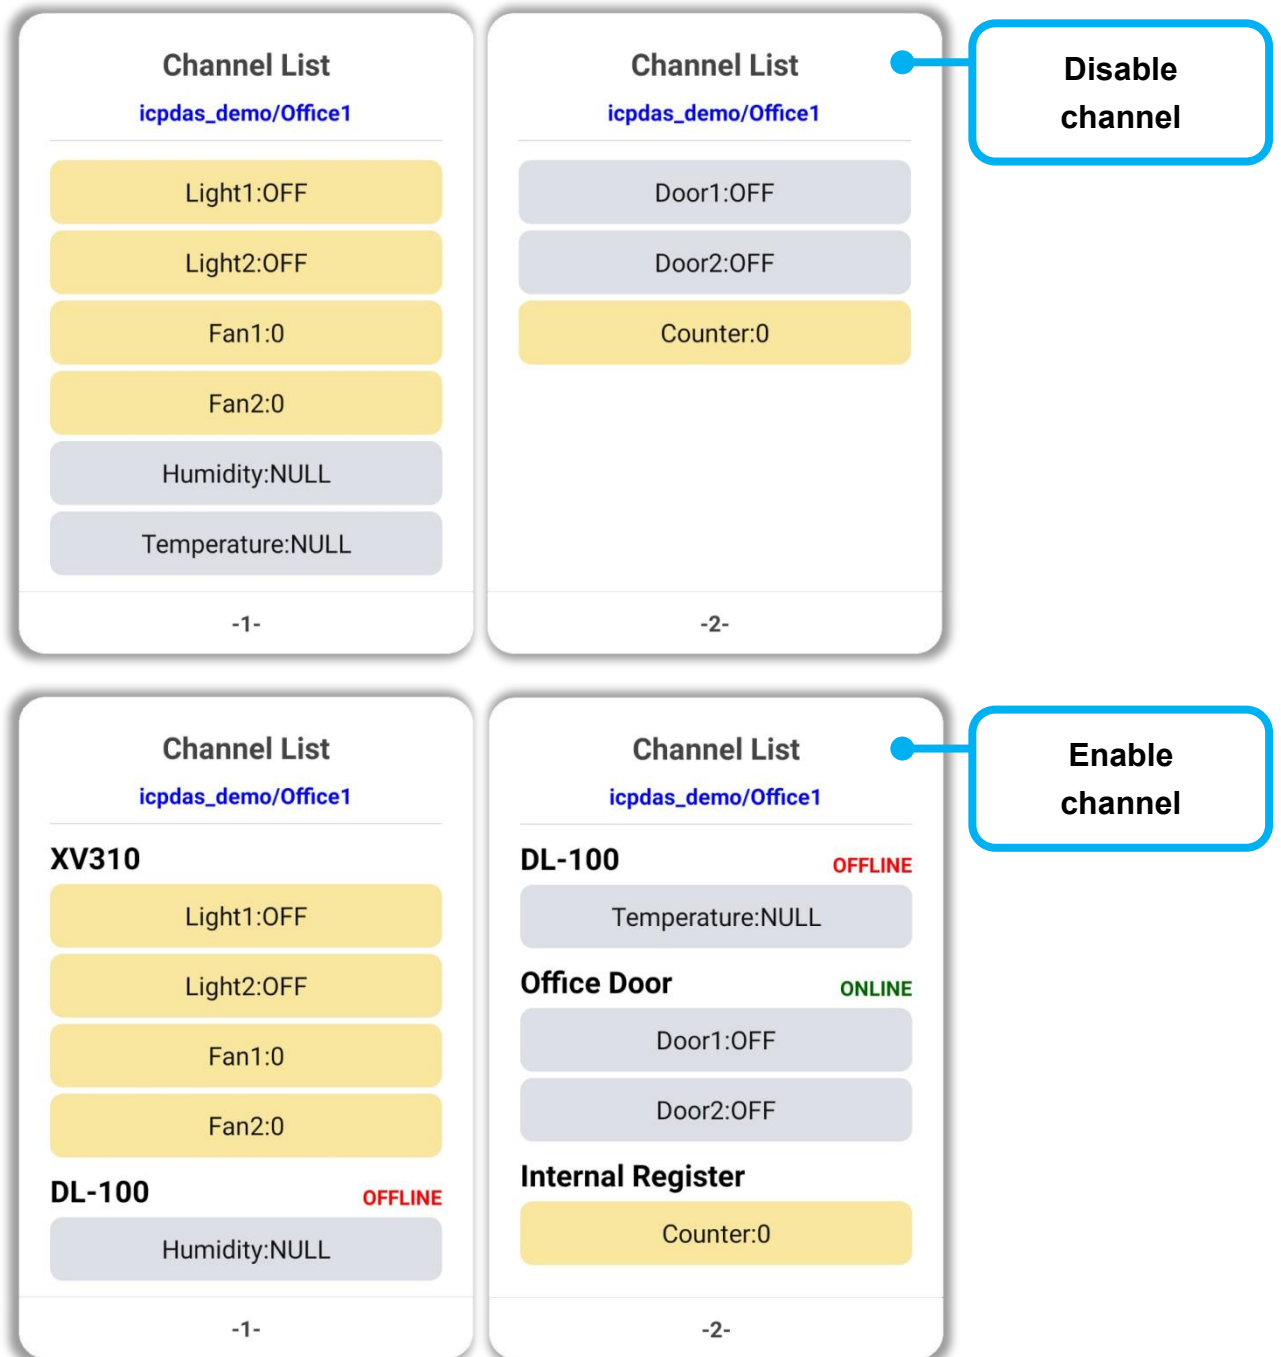 Channel List
icpdas_demo/Office1
Light1:OFF
Light2:OFF
Fan1:0
Fan2:0
Humidity:NULL
Temperature:NULL
-1-
Channel List
icpdas_demo/Office1
Door1:OFF
Door2:OFF
Counter:0
-2-
Disable
channel
Channel List
icpdas_demo/Office1
XV310
Light1:OFF
Light2:OFF
Fan1:0
Fan2:0
DL-100 OFFLINE
Humidity:NULL
-1-
Channel List
icpdas_demo/Office1
DL-100 OFFLINE
Temperature:NULL
Office Door ONLINE
Door1:OFF
Door2:OFF
Internal Register
Counter:0
-2-
Enable
channel